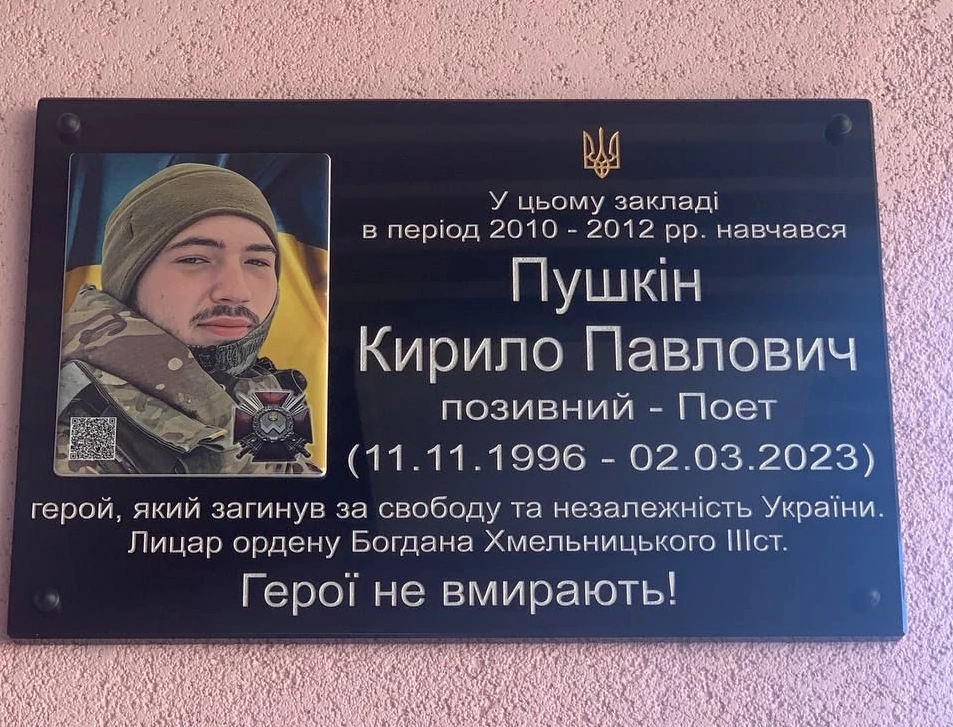 У цьому закладі
в період 2010 - 2012 рр. навчався
Пушкін
Кирило Павлович
позивний - Поет
(11.11.1996 - 02.03.2023)
герой, який загинув за свободу та незалежність України.
Лицар ордену Богдана Хмельницького IIIст.
Герої не вмирають!